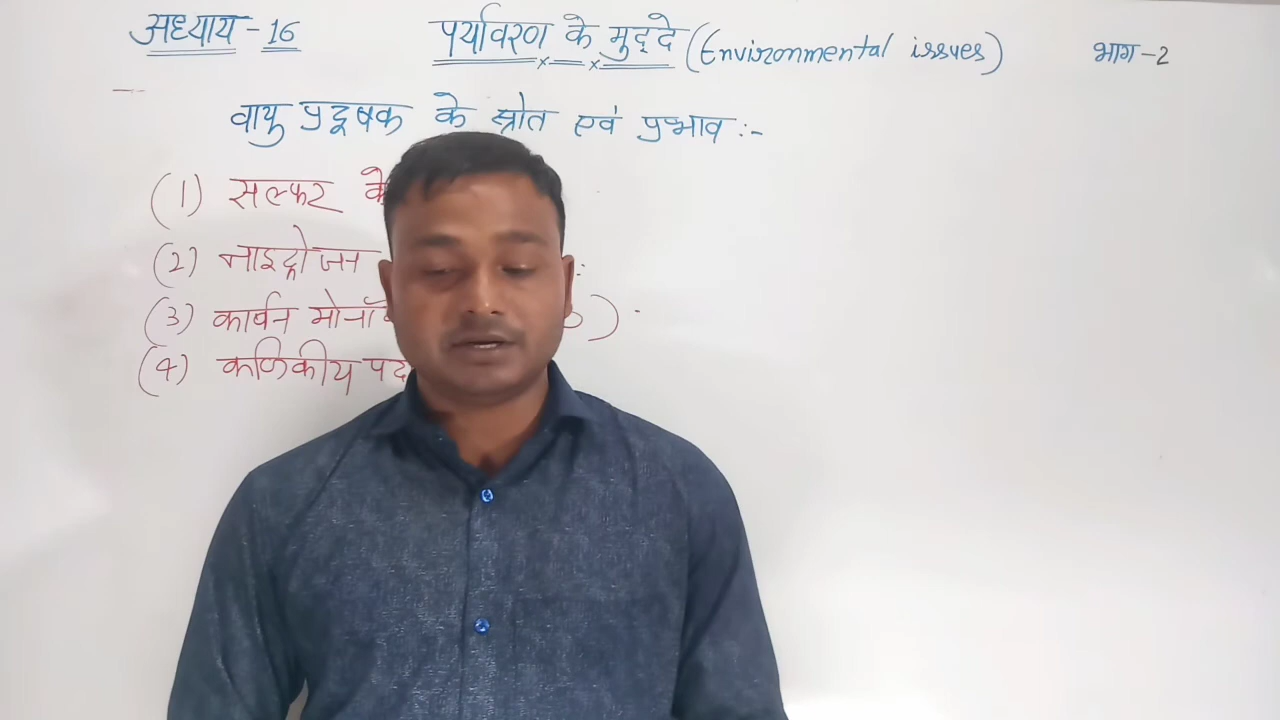 अध्याय - 16 पर्यावरण के मुद्दे (Environmental issues) भाग - 2
वायु प्रदूषक के स्रोत एवं प्रभाव :-
(1) सल्फर के
(2) नाइट्रोजन
(3) कार्बन )
(4) कणिकीय